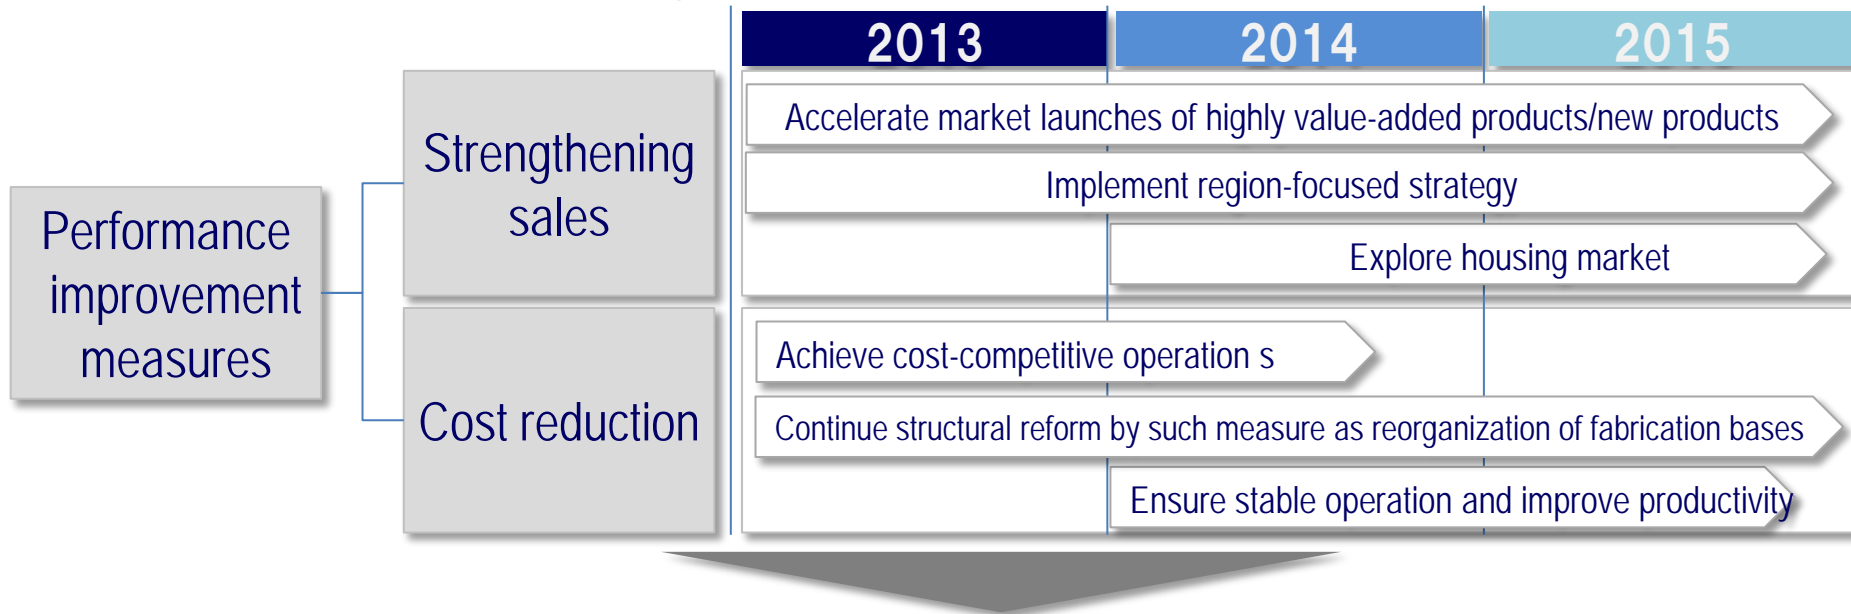 2013 2014 2015
Performance
improvement
measures
Strengthening
sales
Accelerate market launches of highly value-added products/new products
Implement region-focused strategy
Explore housing market
Cost reduction
Achieve cost-competitive operation s
Continue structural reform by such measure as reorganization of fabrication bases
Ensure stable operation and improve productivity